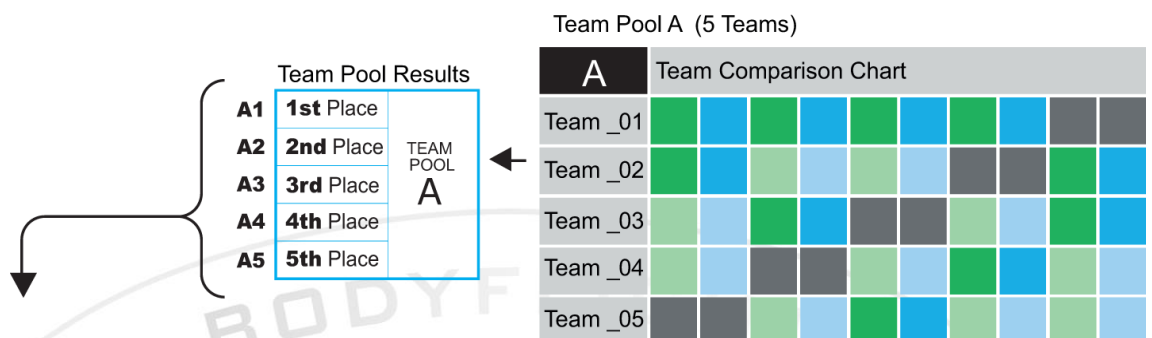 Team Pool A (5 Teams)
Team Pool Results
A1 1st Place
A2 2nd Place
A3 3rd Place
A4 4th Place
A5 5th Place
TEAM
POOL
A
A Team Comparison Chart
Team _01
Team _02
Team _03
Team _04
Team _05
BODYF